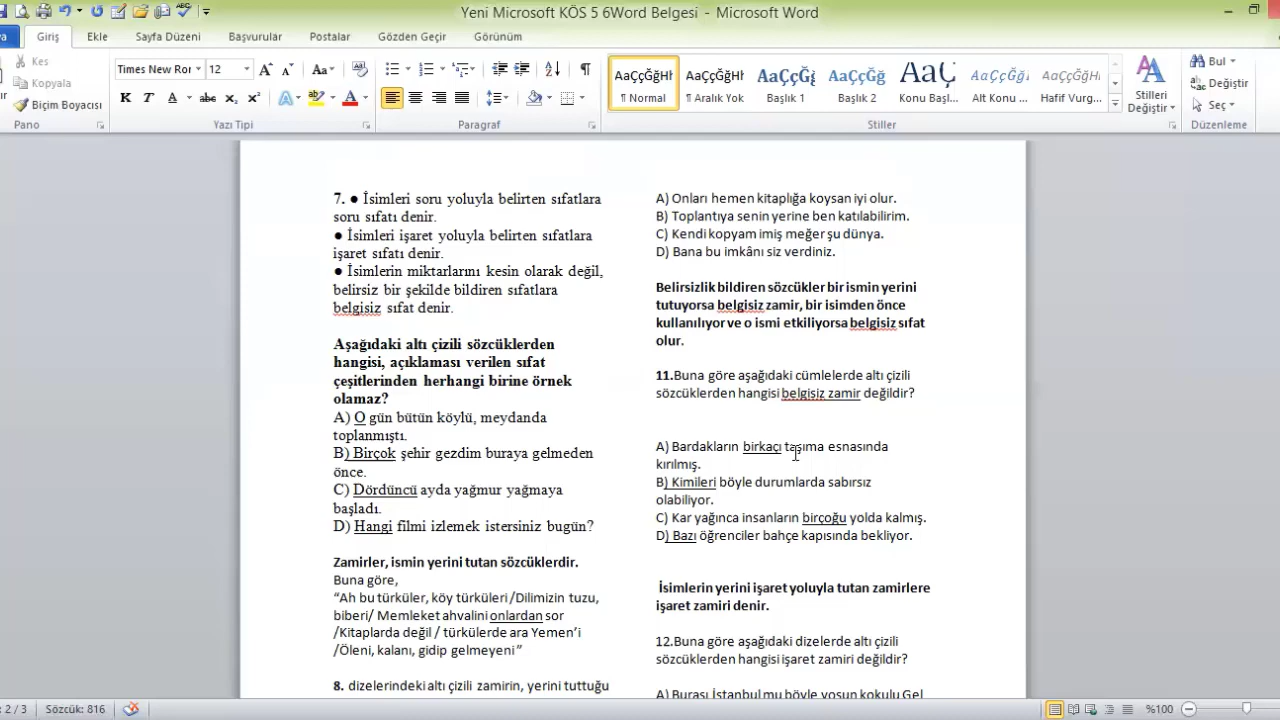 Yeni Microsoft KÖS 5 6Word Belgesi - Microsoft Word
Giriş Ekle Sayfa Düzeni Başvurular Postalar Gözden Geçir Görünüm
Kes
Kopyala
Biçim Boyacısı
Pano
Times New Ror 12
Yazı Tipi
Paragraf
AaÇçĞğHł AaÇçĞğHł AaÇçĞğ AaÇçĞğ AaÇ AaÇçĞğİ AaÇçĞğH
¶ Normal ¶ Aralık Yok Başlık 1 Başlık 2 Konu Başl... Alt Konu ... Hafif Vurg...
Stiller
Stilleri
Değiştir
Bul
Değiştir
Seç
Düzenleme
7. ● İsimleri soru yoluyla belirten sıfatlara
soru sıfatı denir.
● İsimleri işaret yoluyla belirten sıfatlara
işaret sıfatı denir.
● İsimlerin miktarlarını kesin olarak değil,
belirsiz bir şekilde bildiren sıfatlara
belgisiz sıfat denir.
Aşağıdaki altı çizili sözcüklerden
hangisi, açıklaması verilen sıfat
çeşitlerinden herhangi birine örnek
olamaz?
A) O gün bütün köylü, meydanda
toplanmıştı.
B) Birçok şehir gezdim buraya gelmeden
önce.
C) Dördüncü ayda yağmur yağmaya
başladı.
D) Hangi filmi izlemek istersiniz bugün?
Zamirler, ismin yerini tutan sözcüklerdir.
Buna göre,
“Ah bu türküler, köy türküleri /Dilimizin tuzu,
biberi/ Memleket ahvalini onlardan sor
/Kitaplarda değil / türkülerde ara Yemen’i
/Öleni, kalanı, gidip gelmeyeni”
8. dizelerindeki altı çizili zamirin, yerini tuttuğu
A) Onları hemen kitaplığa koysan iyi olur.
B) Toplantıya senin yerine ben katılabilirim.
C) Kendi kopyam imiş meğer şu dünya.
D) Bana bu imkânı siz verdiniz.
Belirsizlik bildiren sözcükler bir ismin yerini
tutuyorsa belgisiz zamir, bir isimden önce
kullanılıyor ve o ismi etkiliyorsa belgisiz sıfat
olur.
11.Buna göre aşağıdaki cümlelerde altı çizili
sözcüklerden hangisi belgisiz zamir değildir?
A) Bardakların birkaçı taşıma esnasında
kırılmış.
B) Kimileri böyle durumlarda sabırsız
olabiliyor.
C) Kar yağınca insanların birçoğu yolda kalmış.
D) Bazı öğrenciler bahçe kapısında bekliyor.
İsimlerin yerini işaret yoluyla tutan zamirlere
işaret zamiri denir.
12.Buna göre aşağıdaki dizelerde altı çizili
sözcüklerden hangisi işaret zamiri değildir?
A) Burası İstanbul mu böyle yosun kokulu Gel
: 2 / 3 Sözcük: 816 %100